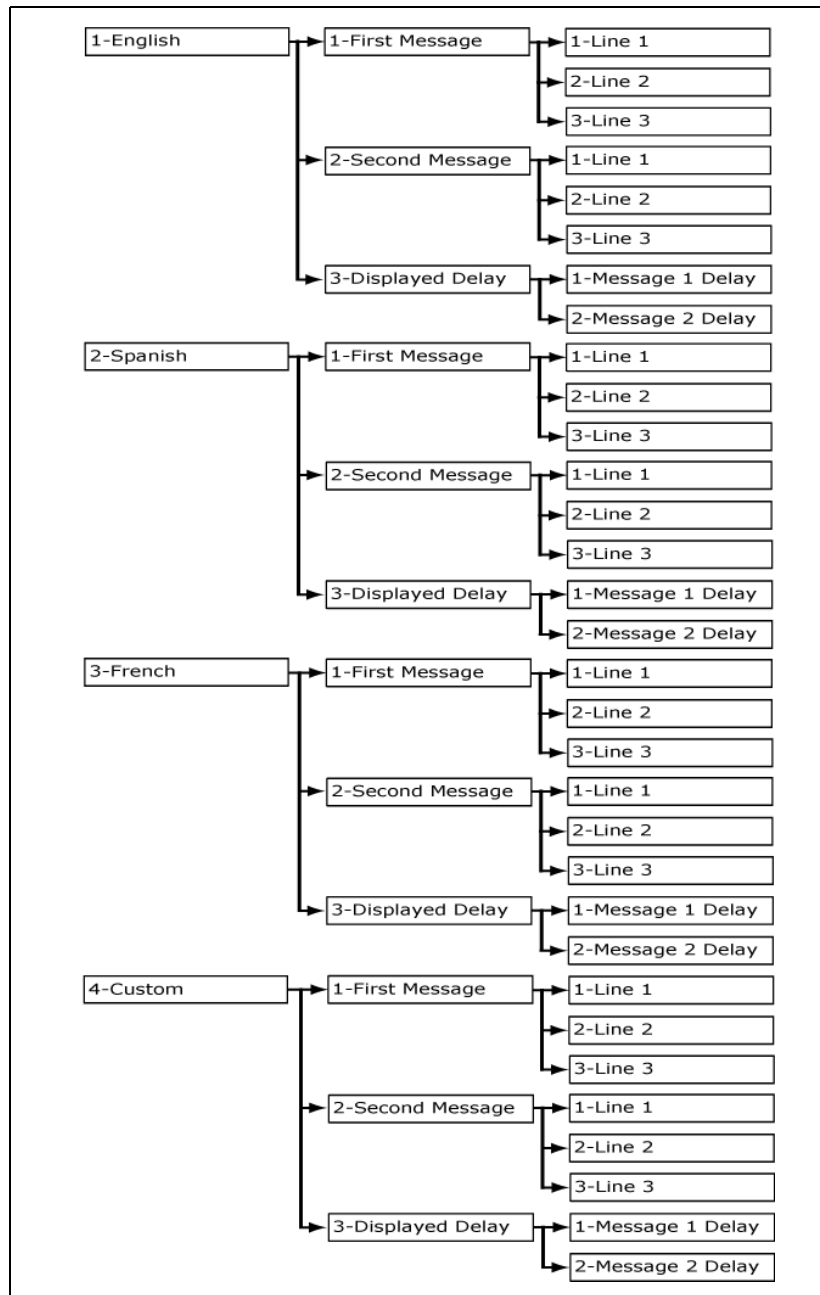 1-English
1-First Message
1-Line 1
2-Line 2
3-Line 3
2-Second Message
1-Line 1
2-Line 2
3-Line 3
3-Displayed Delay
1-Message 1 Delay
2-Message 2 Delay
2-Spanish
1-First Message
1-Line 1
2-Line 2
3-Line 3
2-Second Message
1-Line 1
2-Line 2
3-Line 3
3-Displayed Delay
1-Message 1 Delay
2-Message 2 Delay
3-French
1-First Message
1-Line 1
2-Line 2
3-Line 3
2-Second Message
1-Line 1
2-Line 2
3-Line 3
3-Displayed Delay
1-Message 1 Delay
2-Message 2 Delay
4-Custom
1-First Message
1-Line 1
2-Line 2
3-Line 3
2-Second Message
1-Line 1
2-Line 2
3-Line 3
3-Displayed Delay
1-Message 1 Delay
2-Message 2 Delay